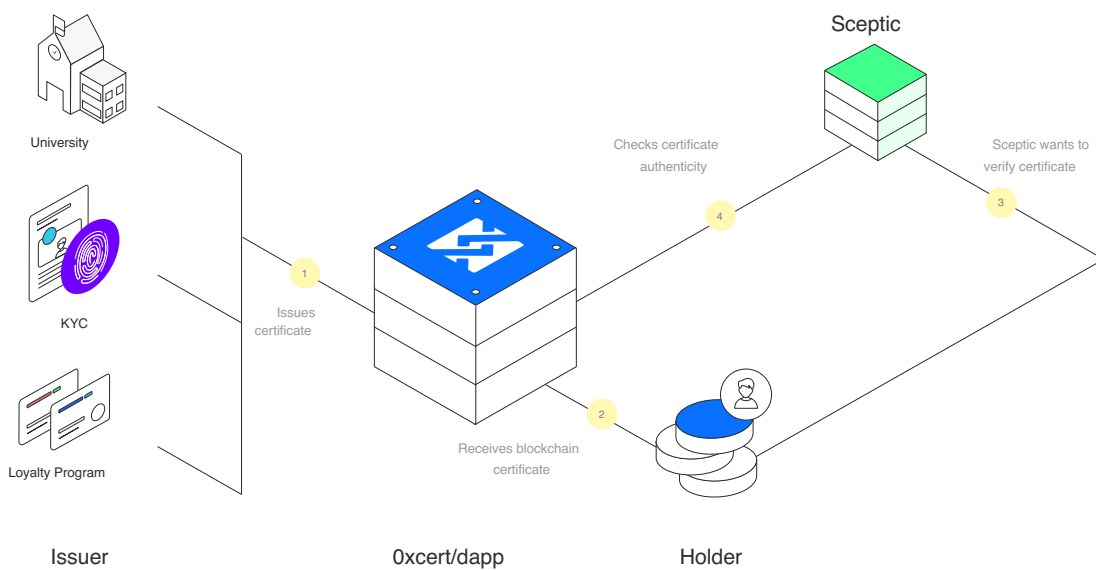 Sceptic
University
Checks certificate
authenticity
Sceptic wants to
verify certificate
3
4
1
KYC
Issues
certificate
2
Receives blockchain
certificate
Loyalty Program
Issuer
0xcert/dapp
Holder